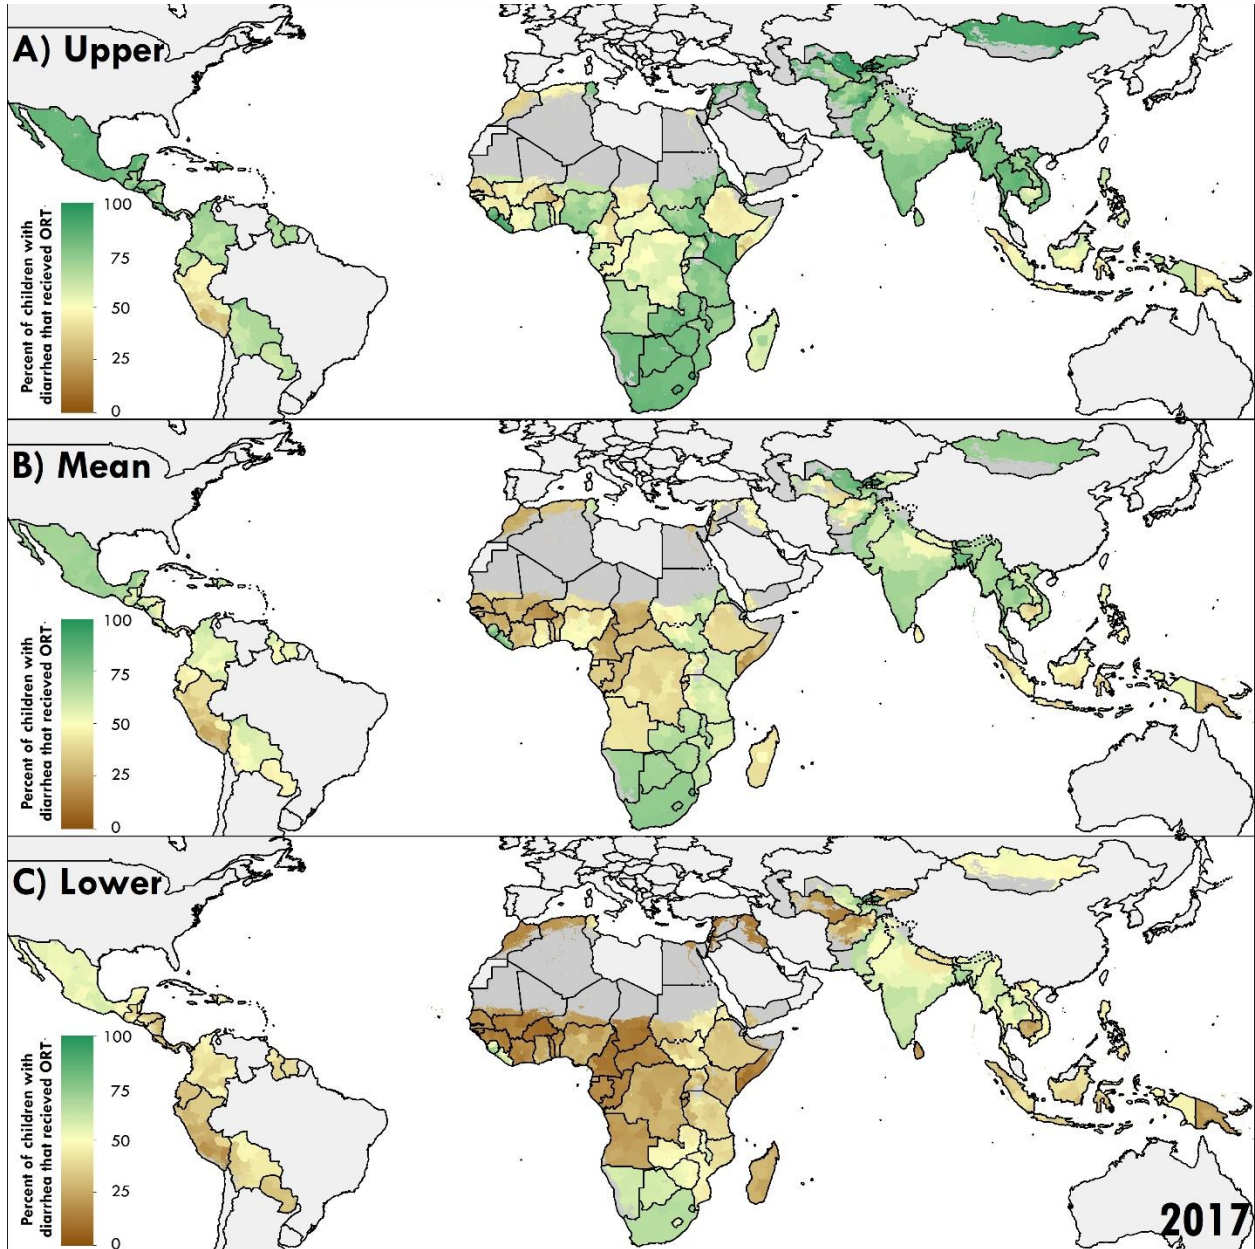 A) Upper
Percent of children with
diarrhea that recieved ORT
100
75
50
25
0
B) Mean
Percent of children with
diarrhea that recieved ORT
100
75
50
25
0
C) Lower
Percent of children with
diarrhea that recieved ORT
100
75
50
25
0
2017